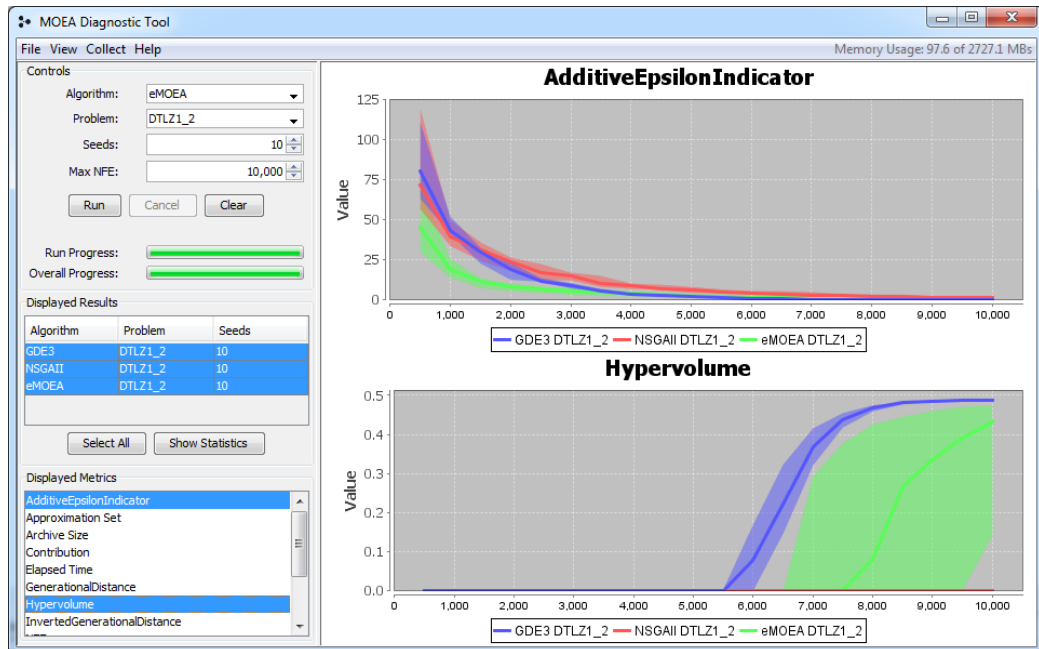 MOEA Diagnostic Tool
File View Collect Help
Memory Usage: 97.6 of 2727.1 MBs
Controls
Algorithm: eMOEA
Problem: DTLZ1_2
Seeds: 10
Max NFE: 10,000
Run Cancel Clear
Run Progress:
Overall Progress:
Displayed Results
Algorithm Problem Seeds
GDE3 DTLZ1_2 10
NSGAII DTLZ1_2 10
eMOEA DTLZ1_2 10
Select All Show Statistics
Displayed Metrics
AdditiveEpsilonIndicator
Approximation Set
Archive Size
Contribution
Elapsed Time
GenerationalDistance
Hypervolume
InvertedGenerationalDistance
AdditiveEpsilonIndicator
Value
125
100
75
50
25
0
0 1,000 2,000 3,000 4,000 5,000 6,000 7,000 8,000 9,000 10,000
GDE3 DTLZ1_2 NSGAII DTLZ1_2 eMOEA DTLZ1_2
Hypervolume
Value
0.5
0.4
0.3
0.2
0.1
0.0
0 1,000 2,000 3,000 4,000 5,000 6,000 7,000 8,000 9,000 10,000
GDE3 DTLZ1_2 NSGAII DTLZ1_2 eMOEA DTLZ1_2